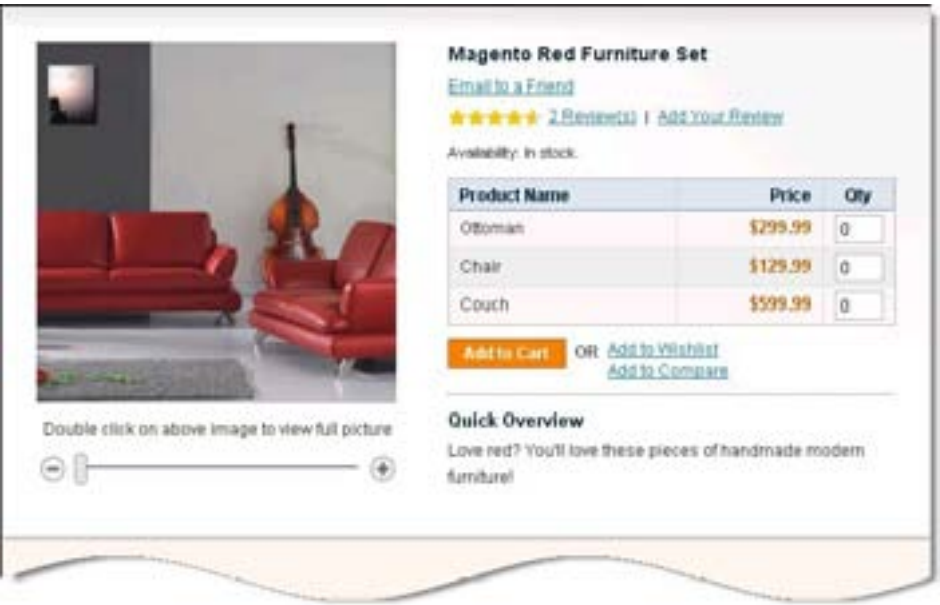 Magento Red Furniture Set
Email to a Friend
2 Review(s) | Add Your Review
Availability: In stock.
Product Name Price Qty
Ottoman $299.99 0
Chair $129.99 0
Couch $599.99 0
Add to Cart OR Add to Wishlist
Add to Compare
Double click on above image to view full picture
Quick Overview
Love red? You'll love these pieces of handmade modern
furniture!